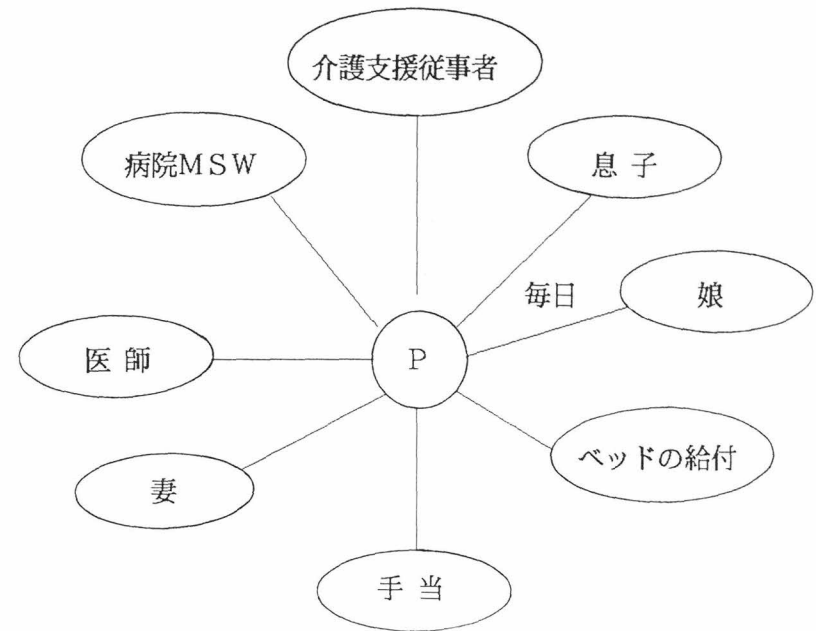 介護支援従事者
病院ＭＳＷ
息 子
毎日
娘
医 師
Ｐ
ベッドの給付
妻
手 当